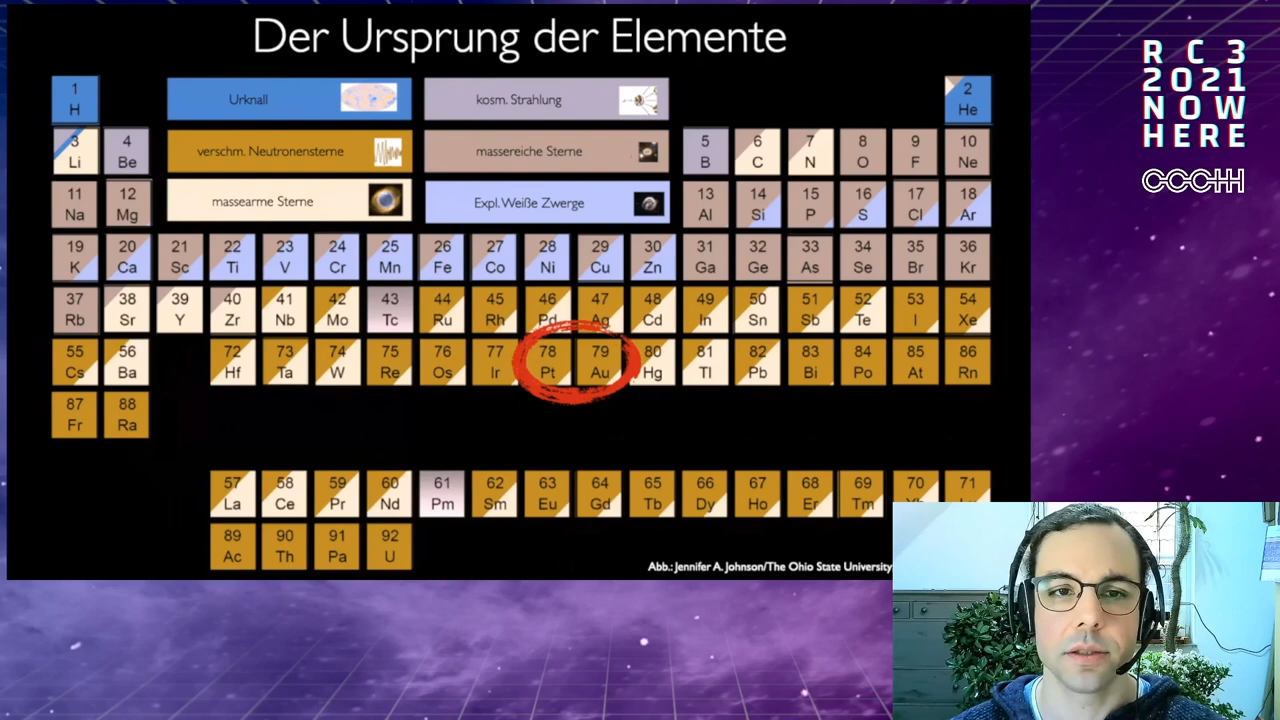 Der Ursprung der Elemente
RC3
2021
NOW
HERE
1 H
Urknall
kosm. Strahlung
2 He
3 Li
4 Be
verschm. Neutronensterne
massereiche Sterne
5 B
6 C
7 N
8 O
9 F
10 Ne
11 Na
12 Mg
massearme Sterne
Expl. Weiße Zwerge
13 Al
14 Si
15 P
16 S
17 Cl
18 Ar
19 K
20 Ca
21 Sc
22 Ti
23 V
24 Cr
25 Mn
26 Fe
27 Co
28 Ni
29 Cu
30 Zn
31 Ga
32 Ge
33 As
34 Se
35 Br
36 Kr
37 Rb
38 Sr
39 Y
40 Zr
41 Nb
42 Mo
43 Tc
44 Ru
45 Rh
46 Pd
47 Ag
48 Cd
49 In
50 Sn
51 Sb
52 Te
53 I
54 Xe
55 Cs
56 Ba
72 Hf
73 Ta
74 W
75 Re
76 Os
77 Ir
78 Pt
79 Au
80 Hg
81 Tl
82 Pb
83 Bi
84 Po
85 At
86 Rn
87 Fr
88 Ra
57 La
58 Ce
59 Pr
60 Nd
61 Pm
62 Sm
63 Eu
64 Gd
65 Tb
66 Dy
67 Ho
68 Er
69 Tm
70
71
89 Ac
90 Th
91 Pa
92 U
Abb.: Jennifer A. Johnson/The Ohio State University